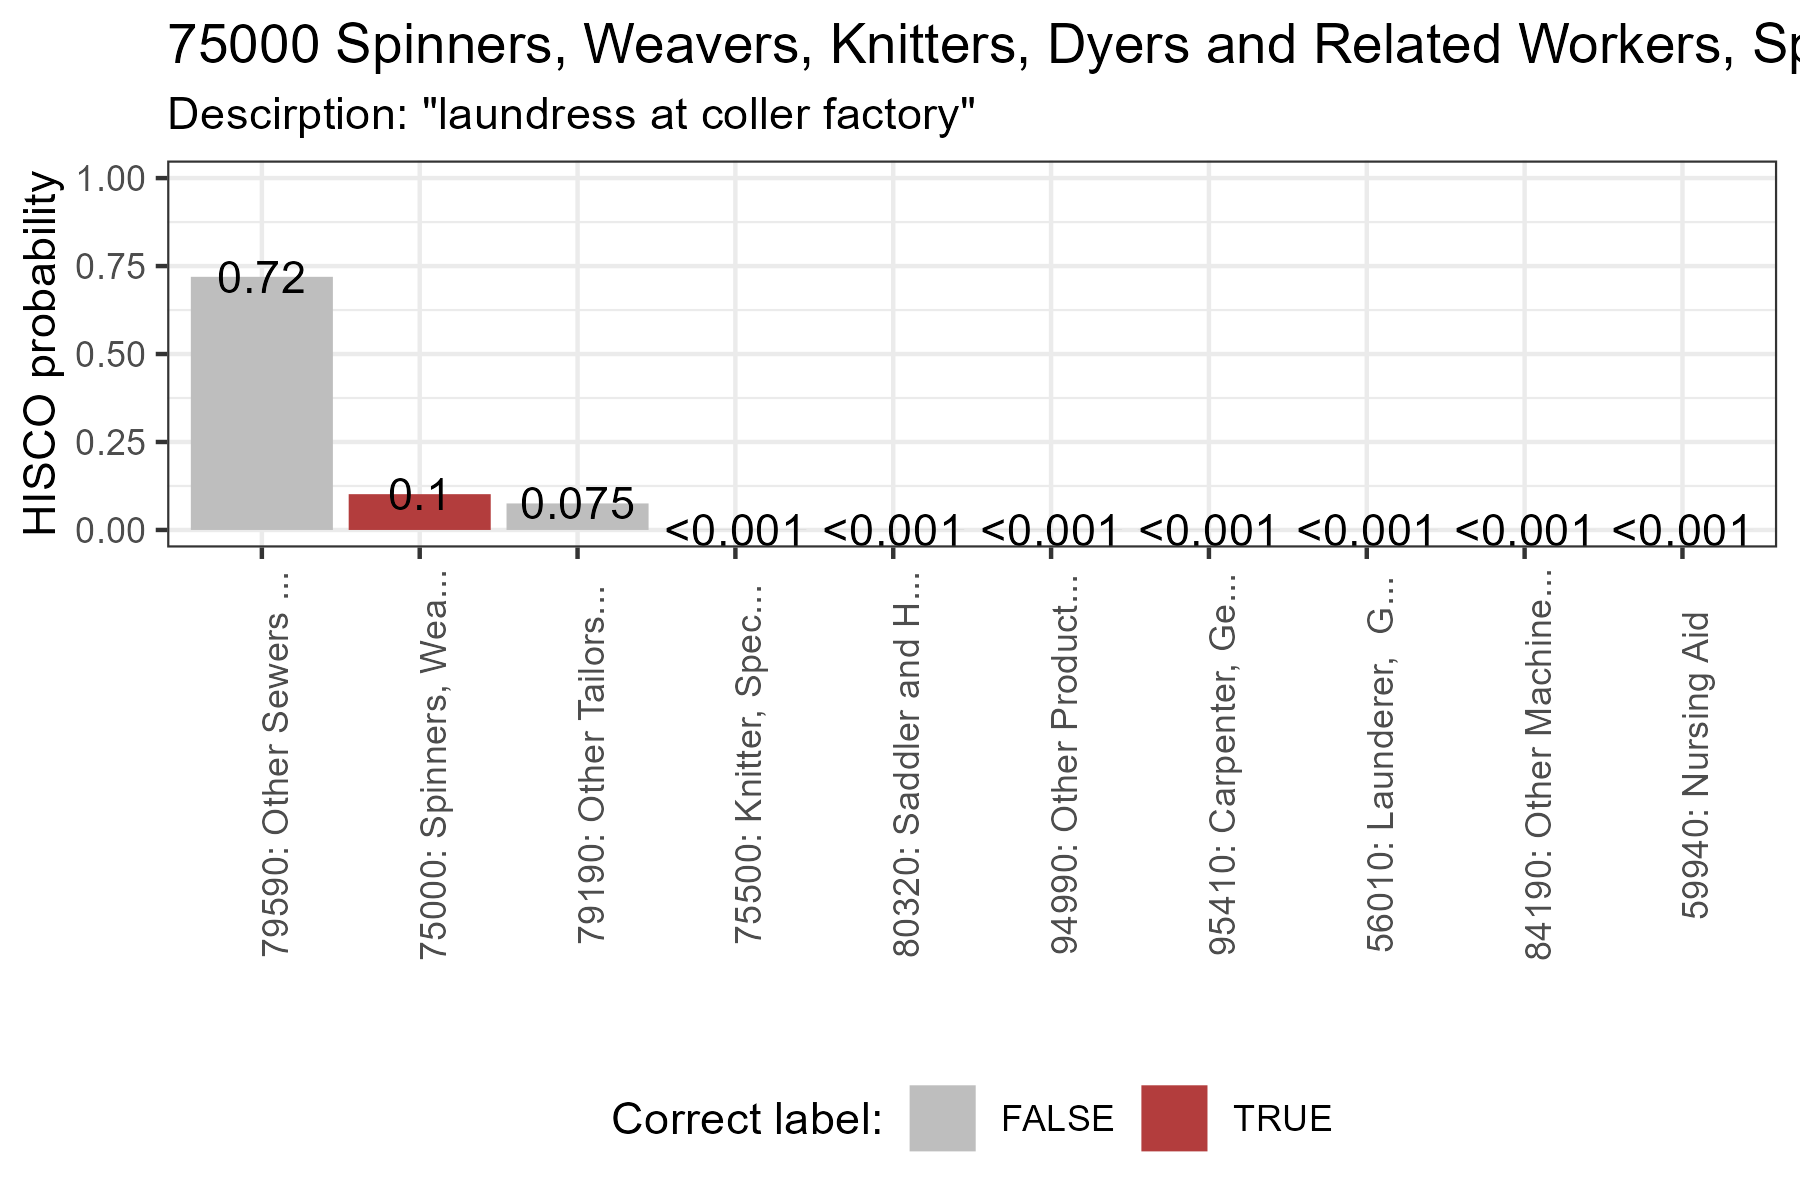 75000 Spinners, Weavers, Knitters, Dyers and Related Workers, Sp
Descirption: "laundress at coller factory"
HISCO probability
1.00
0.75
0.50
0.25
0.00
0.72
0.1
0.075
<0.001
<0.001
<0.001
<0.001
<0.001
<0.001
<0.001
79590: Other Sewers ...
75000: Spinners, Wea...
79190: Other Tailors...
75500: Knitter, Spec...
80320: Saddler and H...
94990: Other Product...
95410: Carpenter, Ge...
56010: Launderer,  G...
84190: Other Machine...
59940: Nursing Aid
Correct label: FALSE TRUE